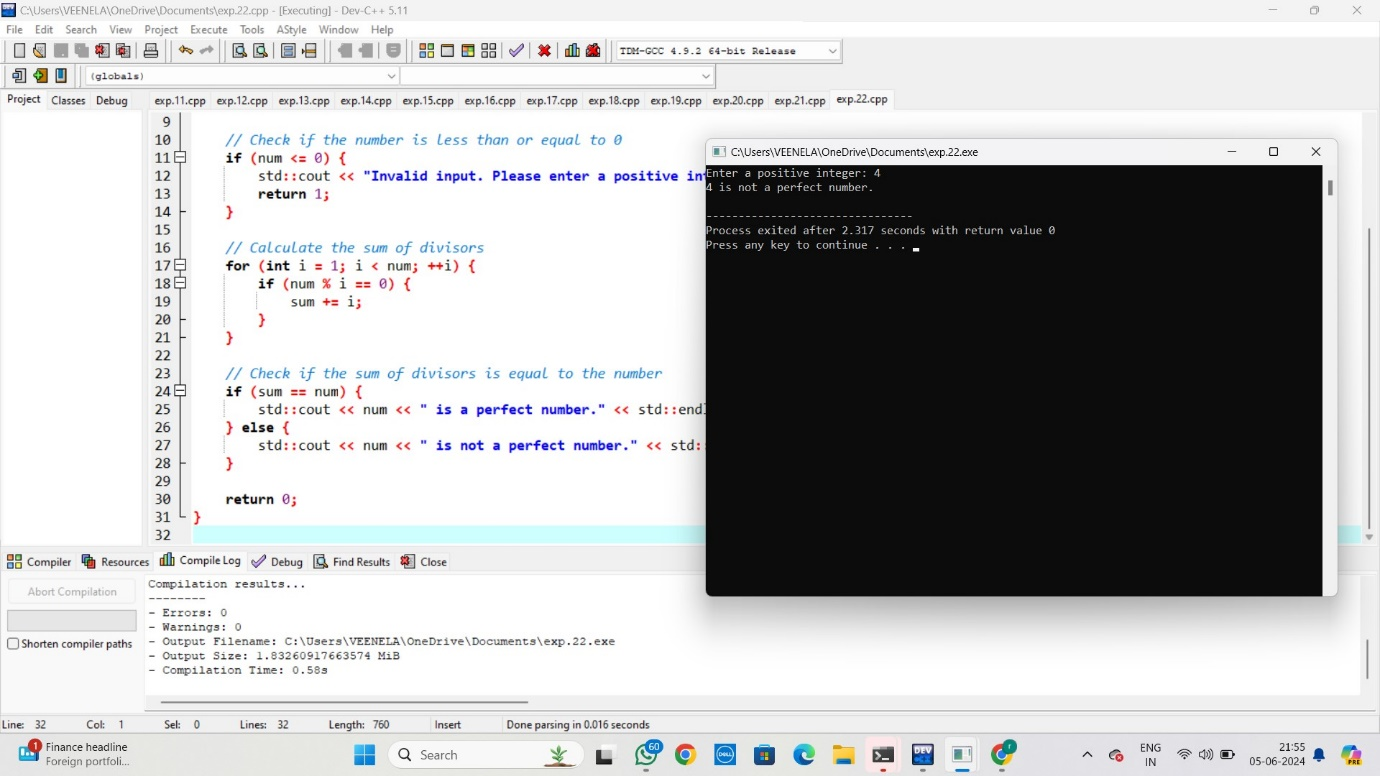 C:\Users\VEENELA\OneDrive\Documents\exp.22.cpp - [Executing] - Dev-C++ 5.11
File Edit Search View Project Execute Tools AStyle Window Help
TDM-GCC 4.9.2 64-bit Release
(globals)
Project Classes Debug
exp.11.cpp exp.12.cpp exp.13.cpp exp.14.cpp exp.15.cpp exp.16.cpp exp.17.cpp exp.18.cpp exp.19.cpp exp.20.cpp exp.21.cpp exp.22.cpp
9
10 // Check if the number is less than or equal to 0
11 if (num <= 0) {
12 std::cout << "Invalid input. Please enter a positive in
13 return 1;
14 }
15
16 // Calculate the sum of divisors
17 for (int i = 1; i < num; ++i) {
18 if (num % i == 0) {
19 sum += i;
20 }
21 }
22
23 // Check if the sum of divisors is equal to the number
24 if (sum == num) {
25 std::cout << num << " is a perfect number." << std::endl
26 } else {
27 std::cout << num << " is not a perfect number." << std::
28 }
29
30 return 0;
31 }
32
C:\Users\VEENELA\OneDrive\Documents\exp.22.exe
Enter a positive integer: 4
4 is not a perfect number.
--------------------------------
Process exited after 2.317 seconds with return value 0
Press any key to continue . . .
Compiler Resources Compile Log Debug Find Results Close
Abort Compilation
Shorten compiler paths
Compilation results...
--------
- Errors: 0
- Warnings: 0
- Output Filename: C:\Users\VEENELA\OneDrive\Documents\exp.22.exe
- Output Size: 1.83260917663574 MiB
- Compilation Time: 0.58s
Line: 32 Col: 1 Sel: 0 Lines: 32 Length: 760 Insert Done parsing in 0.016 seconds
1
Finance headline
Foreign portfoli...
Search
60
DELL
DEV
ENG
IN
21:55
05-06-2024
PRE